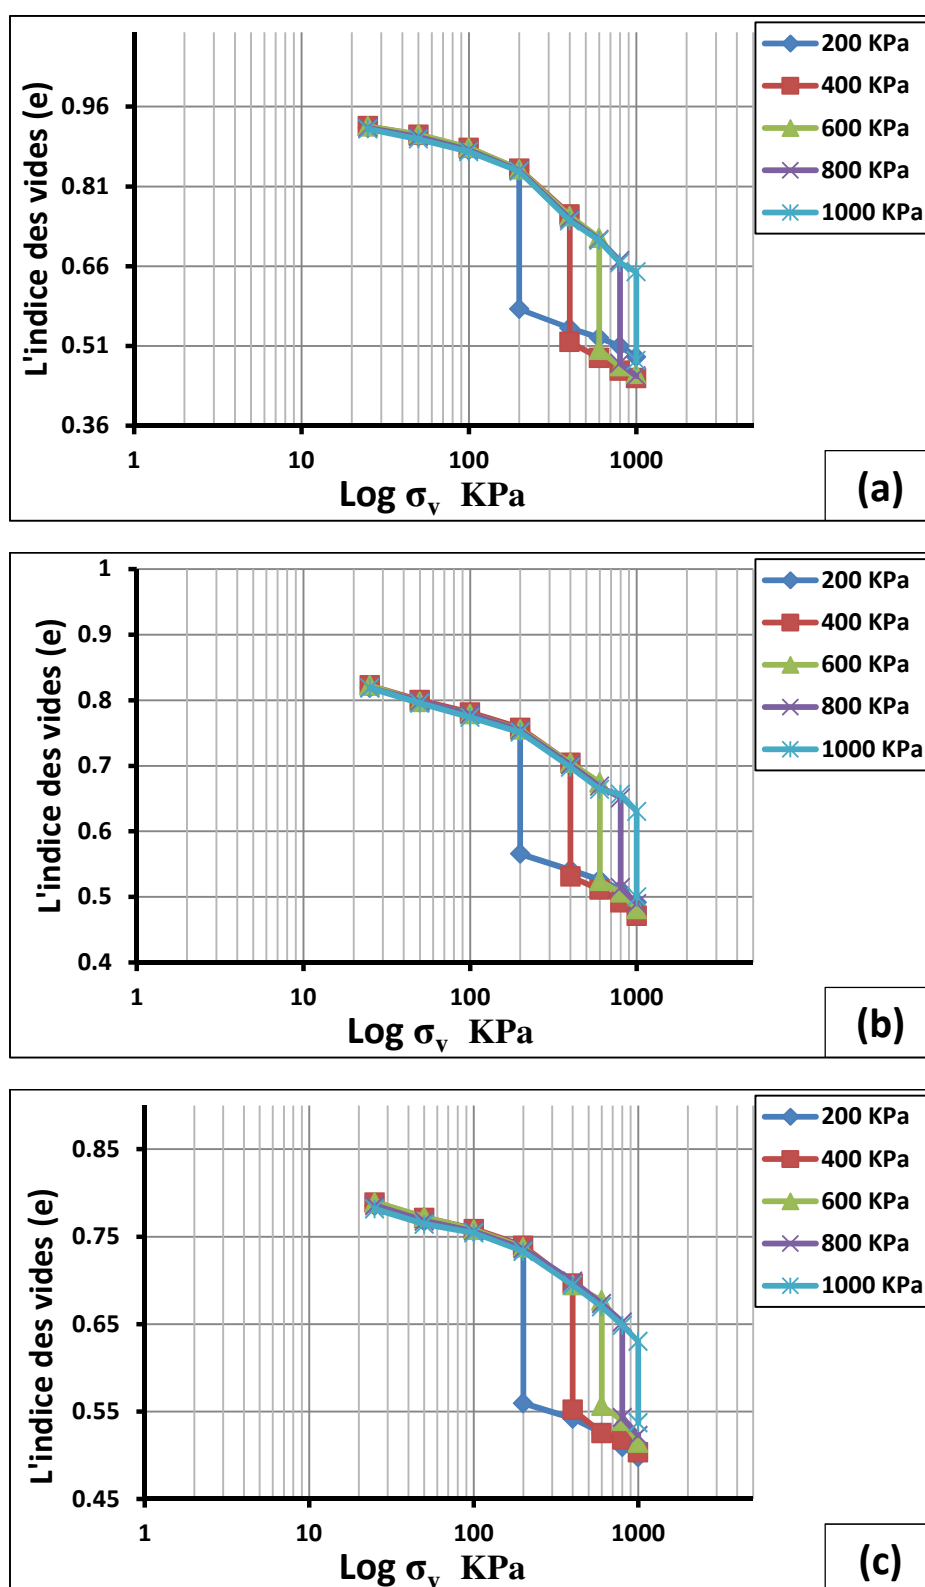 200 KPa
400 KPa
600 KPa
800 KPa
1000 KPa
L'indice des vides (e)
0.96
0.81
0.66
0.51
0.36
1 10 100 1000
Log σv KPa
(a)
200 KPa
400 KPa
600 KPa
800 KPa
1000 KPa
L'indice des vides (e)
1
0.9
0.8
0.7
0.6
0.5
0.4
1 10 100 1000
Log σv KPa
(b)
200 KPa
400 KPa
600 KPa
800 KPa
1000 KPa
L'indice des vides (e)
0.85
0.75
0.65
0.55
0.45
1 10 100 1000
Log σv KPa
(c)